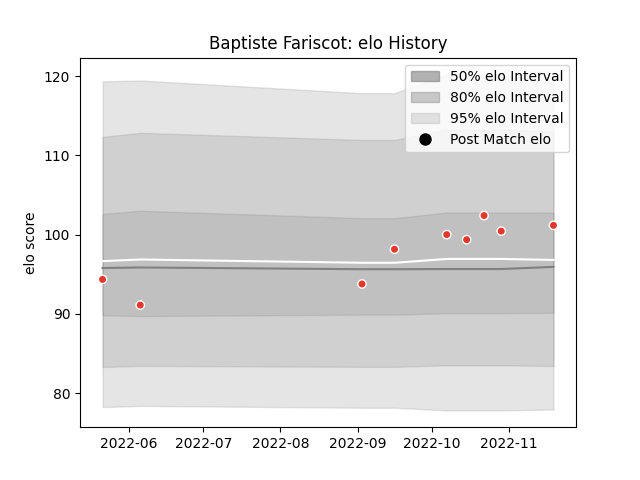 Baptiste Fariscot: elo History
120
110
100
90
80
elo score
50% elo Interval
80% elo Interval
95% elo Interval
Post Match elo
2022-06
2022-07
2022-08
2022-09
2022-10
2022-11